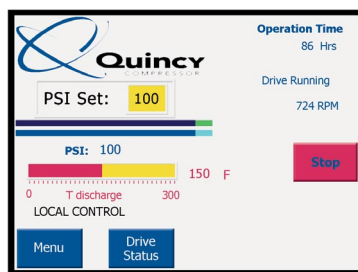 Quincy
COMPRESSOR
Operation Time
86 Hrs
Drive Running
724 RPM
PSI Set: 100
PSI: 100
150 F
0 T discharge 300
LOCAL CONTROL
Stop
Menu
Drive
Status